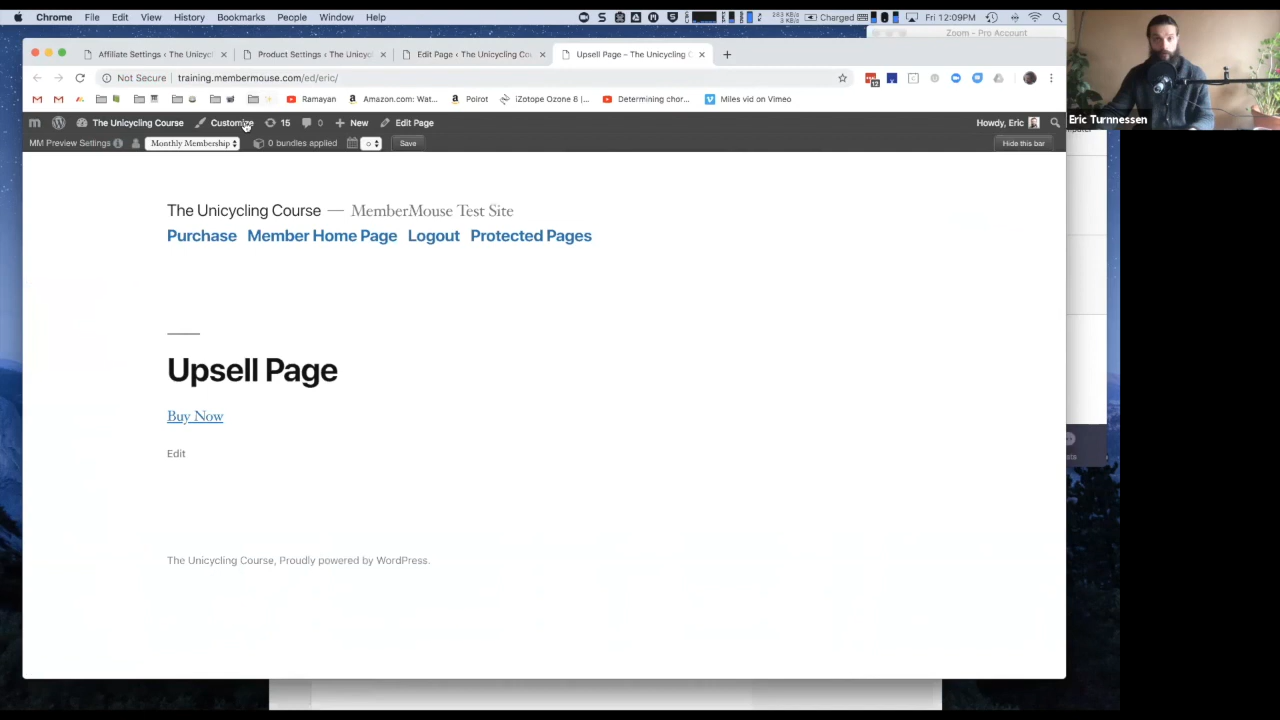 Chrome File Edit View History Bookmarks People Window Help
Charged
Fri 12:09PM
Zoom - Pro Account
Affiliate Settings ‹ The Unicyc
Product Settings ‹ The Unicyc
Edit Page ‹ The Unicycling Co
Upsell Page – The Unicycling C
Not Secure | training.membermouse.com/ed/eric/
Ramayan
Amazon.com: Wat...
Poirot
iZotope Ozone 8 |...
Determining chor...
Miles vid on Vimeo
The Unicycling Course
Customize
15
0
New
Edit Page
Howdy, Eric
MM Preview Settings
Monthly Membership
0 bundles applied
Save
Hide this bar
Eric Turnnessen
The Unicycling Course — MemberMouse Test Site
Purchase Member Home Page Logout Protected Pages
Upsell Page
Buy Now
Edit
The Unicycling Course, Proudly powered by WordPress.